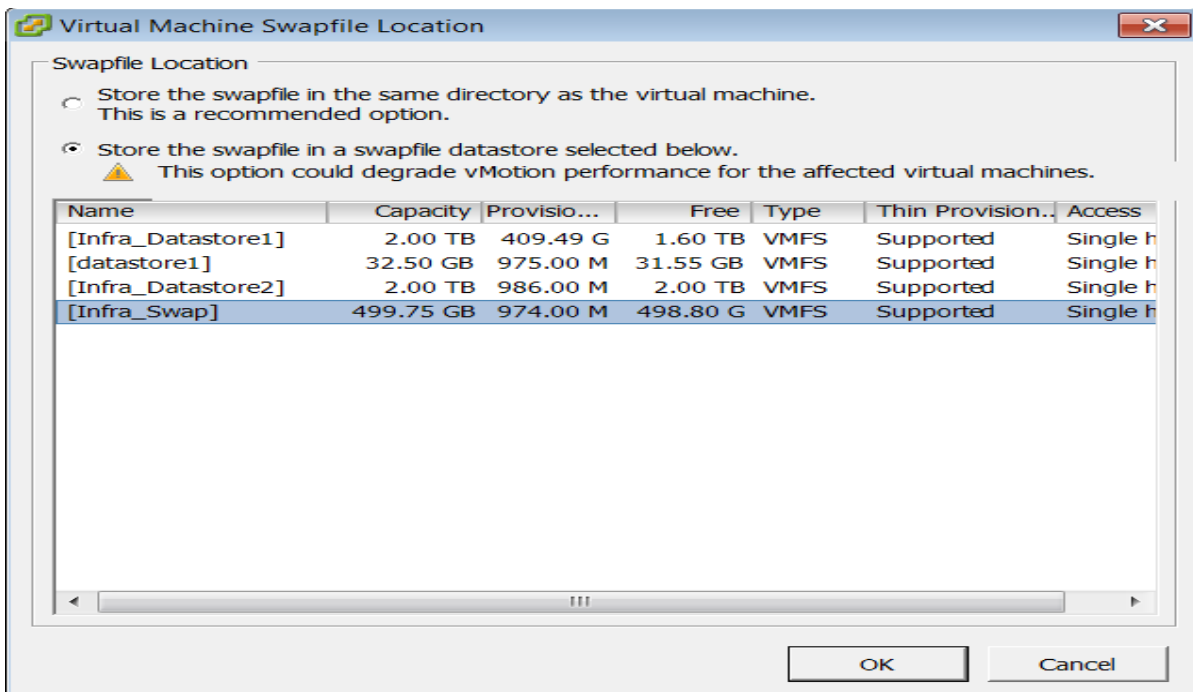 Virtual Machine Swapfile Location
Swapfile Location
Store the swapfile in the same directory as the virtual machine.
This is a recommended option.
Store the swapfile in a swapfile datastore selected below.
This option could degrade vMotion performance for the affected virtual machines.
Name Capacity Provisio... Free Type Thin Provision.. Access
[Infra_Datastore1] 2.00 TB 409.49 G 1.60 TB VMFS Supported Single h
[datastore1] 32.50 GB 975.00 M 31.55 GB VMFS Supported Single h
[Infra_Datastore2] 2.00 TB 986.00 M 2.00 TB VMFS Supported Single h
[Infra_Swap] 499.75 GB 974.00 M 498.80 G VMFS Supported Single h
OK Cancel